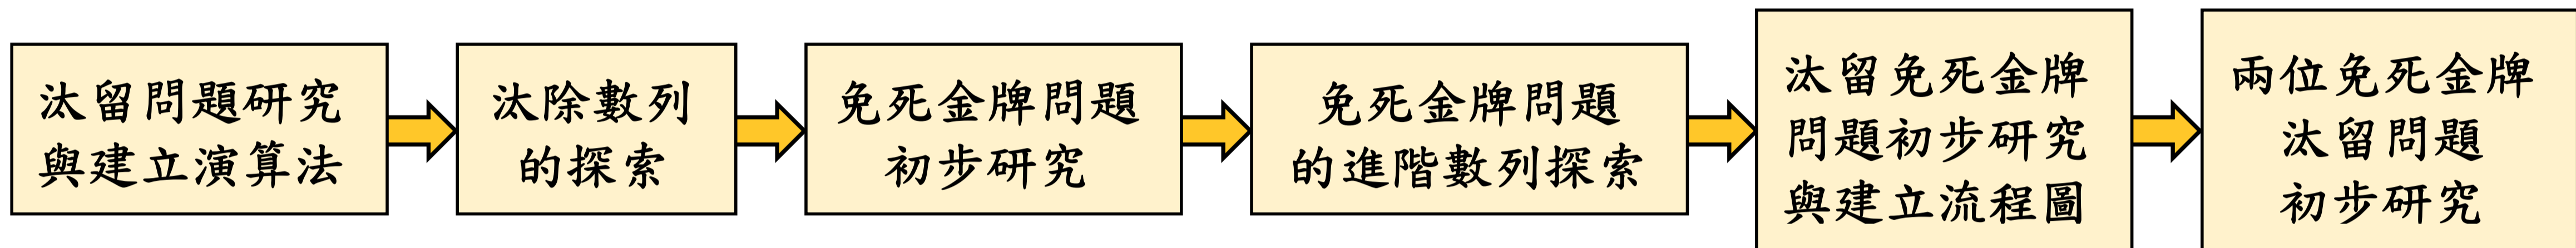 汰留問題研究
與建立演算法
汰除數列
的探索
免死金牌問題
初步研究
免死金牌問題
的進階數列探索
汰留免死金牌
問題初步研究
與建立流程圖
兩位免死金牌
汰留問題
初步研究